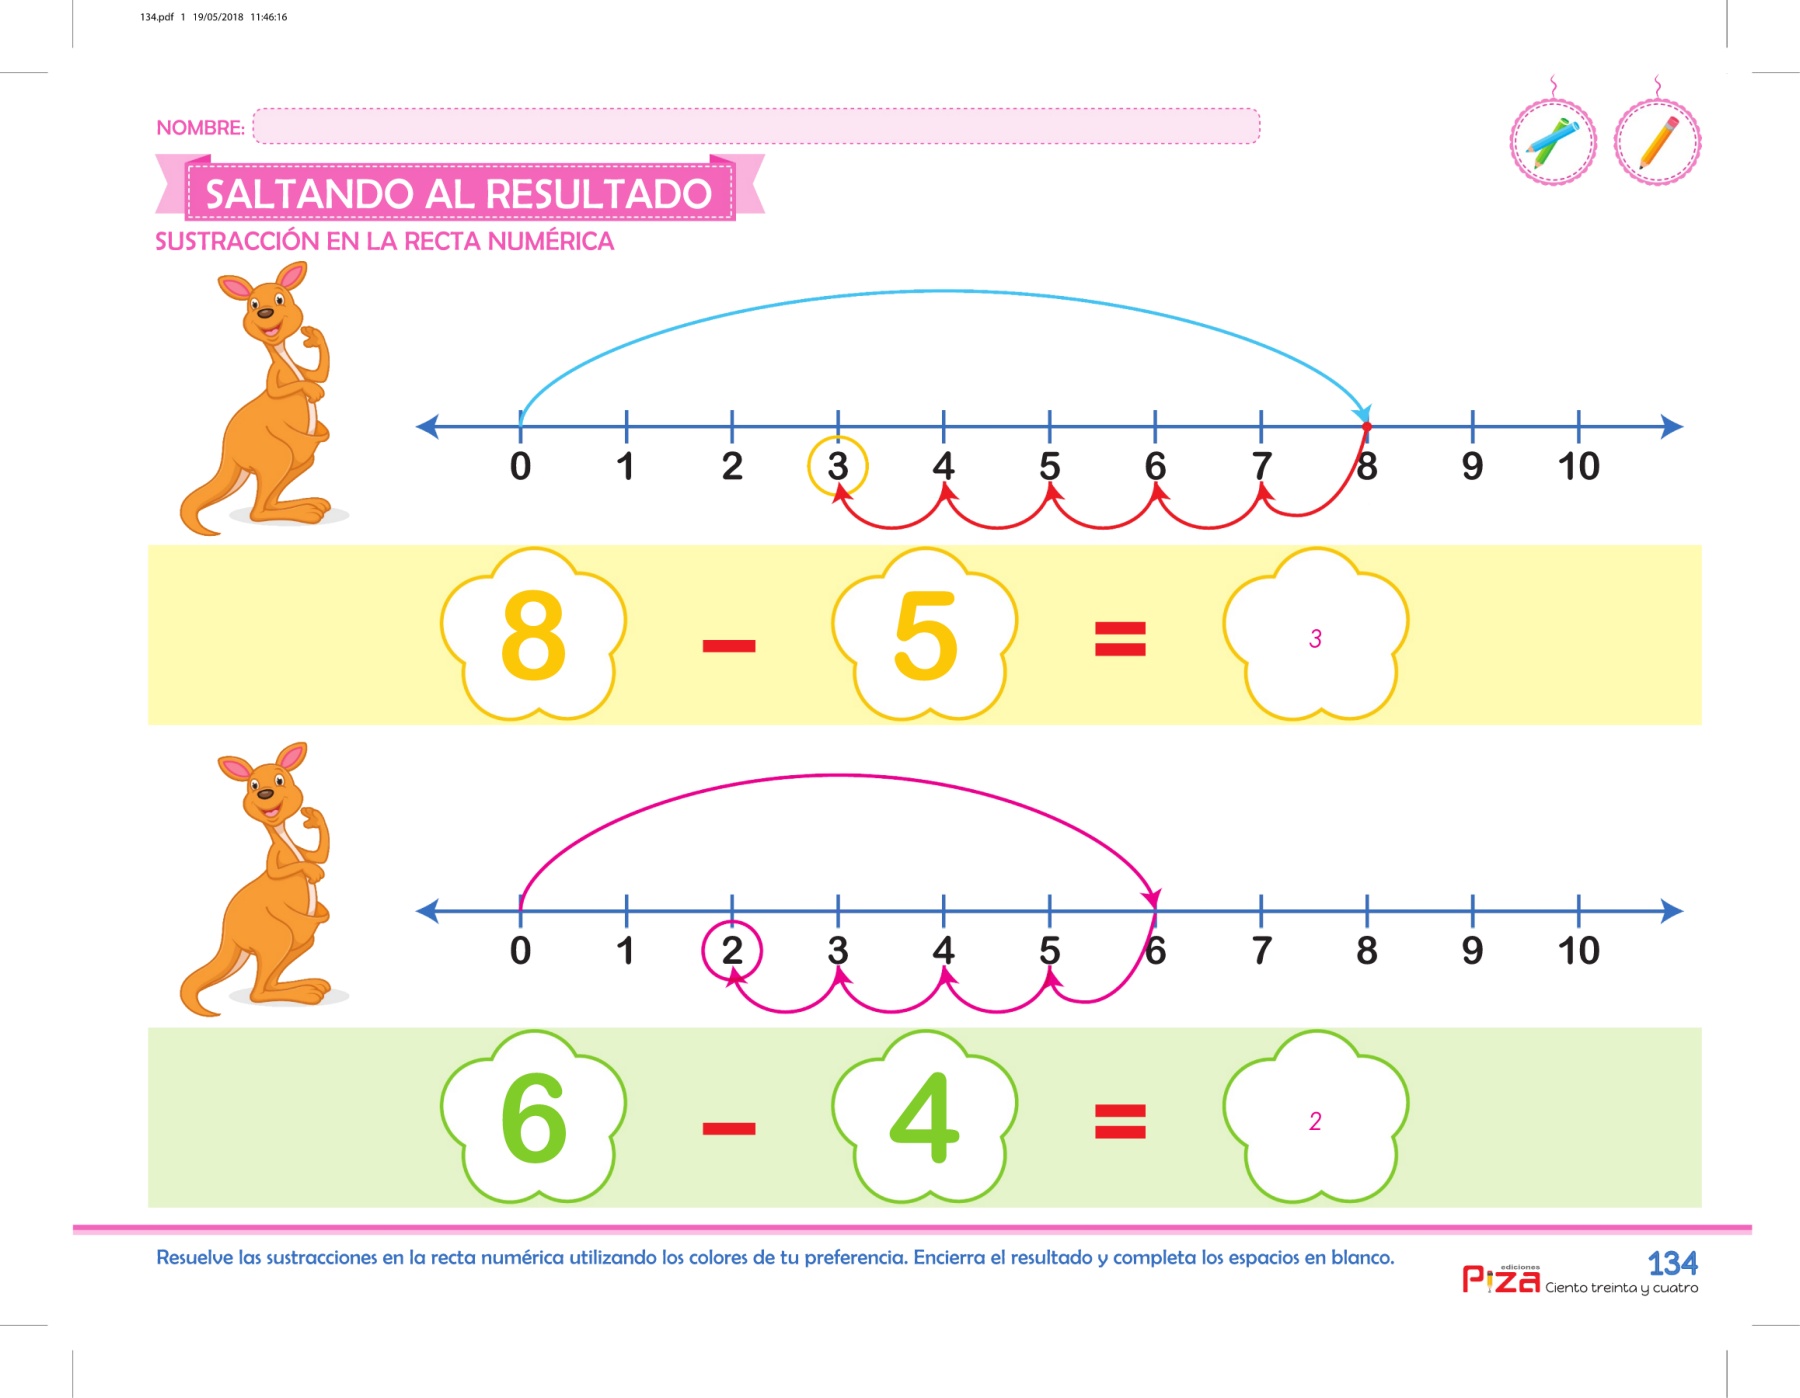 134.pdf 1 19/05/2018 11:46:16
NOMBRE:
SALTANDO AL RESULTADO
SUSTRACCIÓN EN LA RECTA NUMÉRICA
0 1 2 3 4 5 6 7 8 9 10
8 - 5 = 3
0 1 2 3 4 5 6 7 8 9 10
6 - 4 = 2
Resuelve las sustracciones en la recta numérica utilizando los colores de tu preferencia. Encierra el resultado y completa los espacios en blanco.
ediciones
Piza
134
Ciento treinta y cuatro